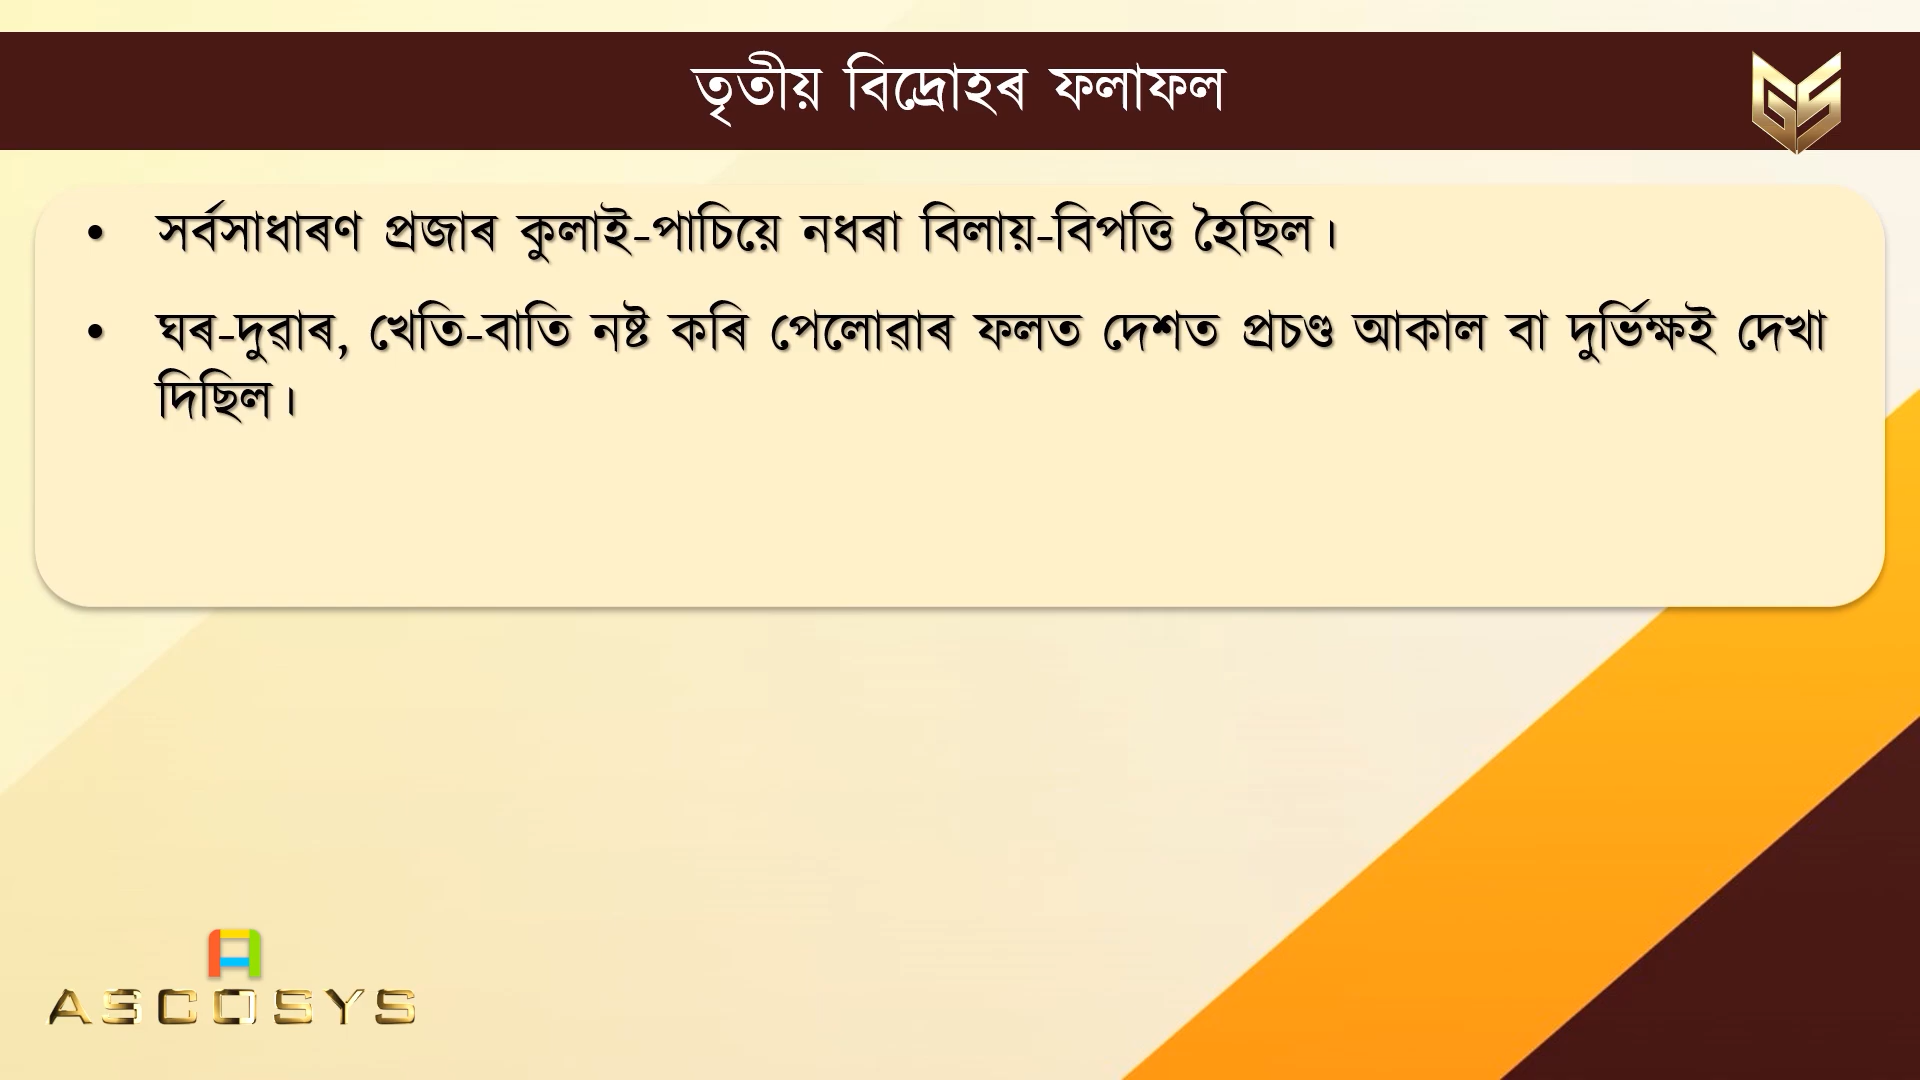 তৃতীয় বিদ্ৰোহৰ ফলাফল
• সৰ্বসাধাৰণ প্ৰজাৰ কুলাই-পাচিয়ে নধৰা বিলায়-বিপত্তি হৈছিল।
• ঘৰ-দুৱাৰ, খেতি-বাতি নষ্ট কৰি পেলোৱাৰ ফলত দেশত প্ৰচণ্ড আকাল বা দুৰ্ভিক্ষই দেখা
দিছিল।
ASCOSYS